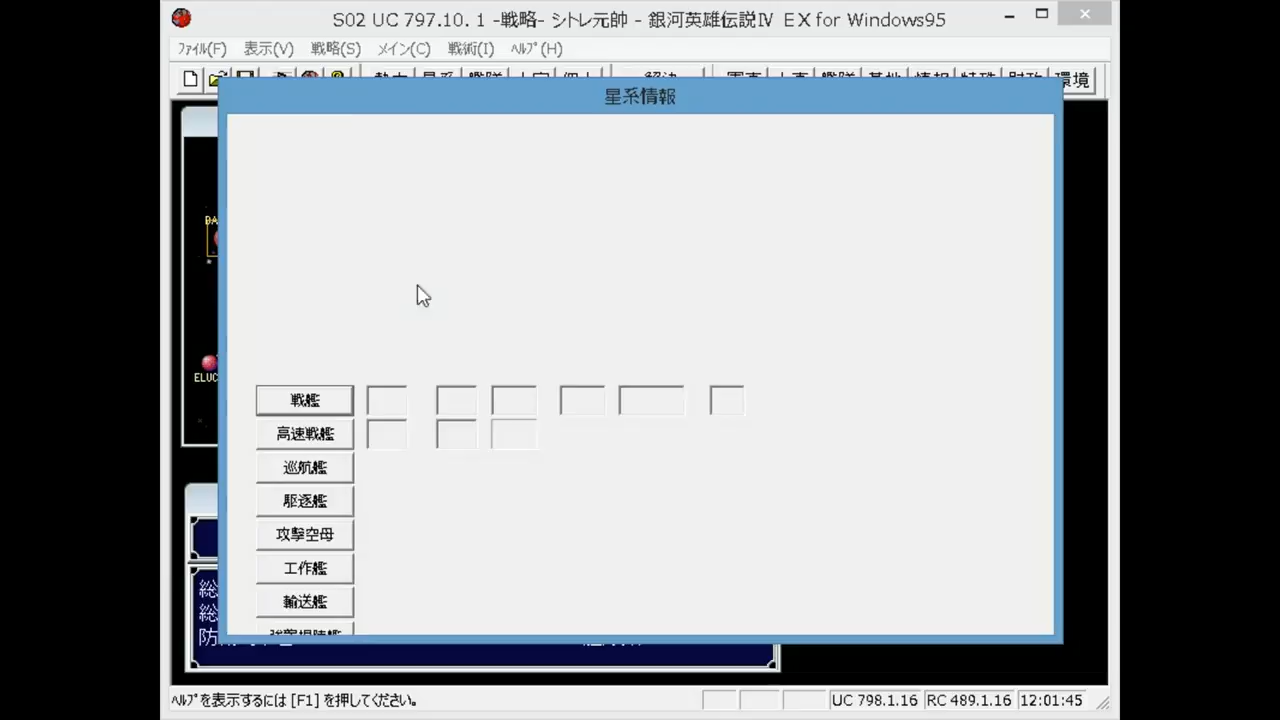 S02 UC 797.10. 1 -戦略- シトレ元帥 - 銀河英雄伝説Ⅳ EX for Windows95
ﾌｧｲﾙ(F) 表示(V) 戦略(S) メイン(C) 戦術(I) ﾍﾙﾌﾟ(H)
環境
星系情報
戦艦
高速戦艦
巡航艦
駆逐艦
攻撃空母
工作艦
輸送艦
ELUC
総
総
防
ﾍﾙﾌﾟを表示するには [F1] を押してください。
UC 798.1.16 RC 489.1.16 12:01:45